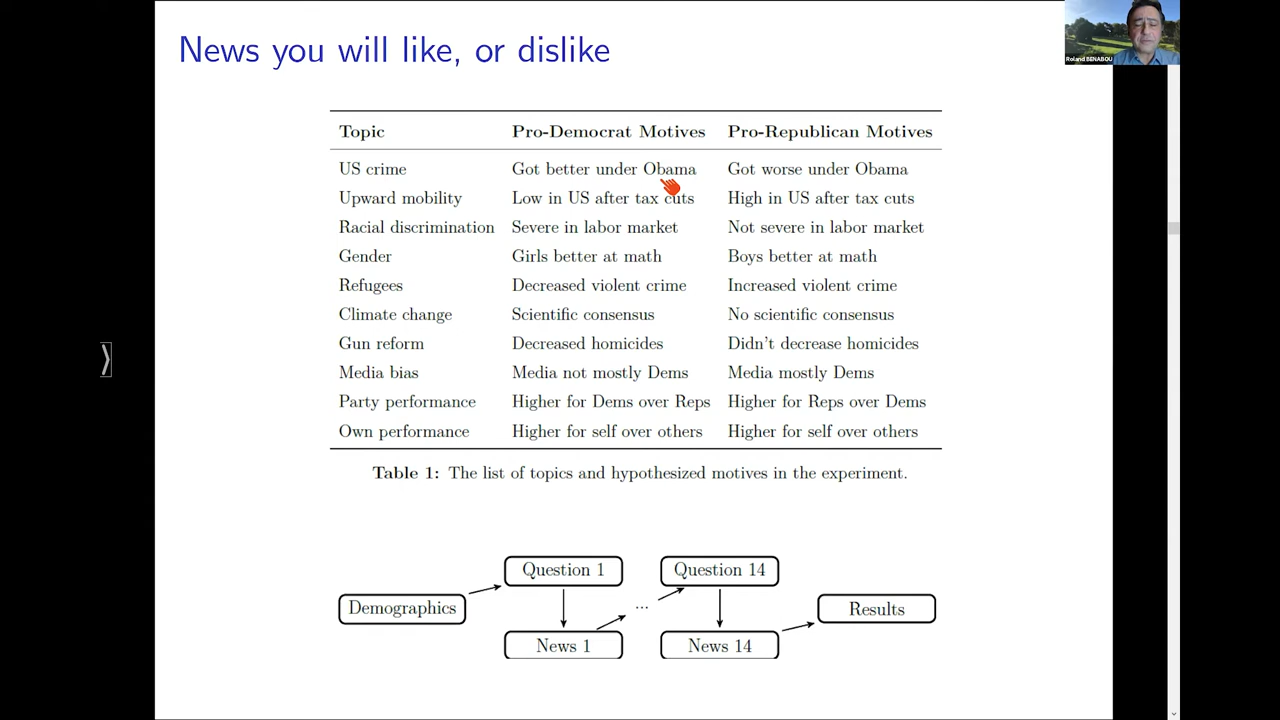 News you will like, or dislike
Roland BENABOU
Topic Pro-Democrat Motives Pro-Republican Motives
US crime Got better under Obama Got worse under Obama
Upward mobility Low in US after tax cuts High in US after tax cuts
Racial discrimination Severe in labor market Not severe in labor market
Gender Girls better at math Boys better at math
Refugees Decreased violent crime Increased violent crime
Climate change Scientific consensus No scientific consensus
Gun reform Decreased homicides Didn't decrease homicides
Media bias Media not mostly Dems Media mostly Dems
Party performance Higher for Dems over Reps Higher for Reps over Dems
Own performance Higher for self over others Higher for self over others
Table 1: The list of topics and hypothesized motives in the experiment.
Question 1 Question 14
Demographics ... Results
News 1 News 14